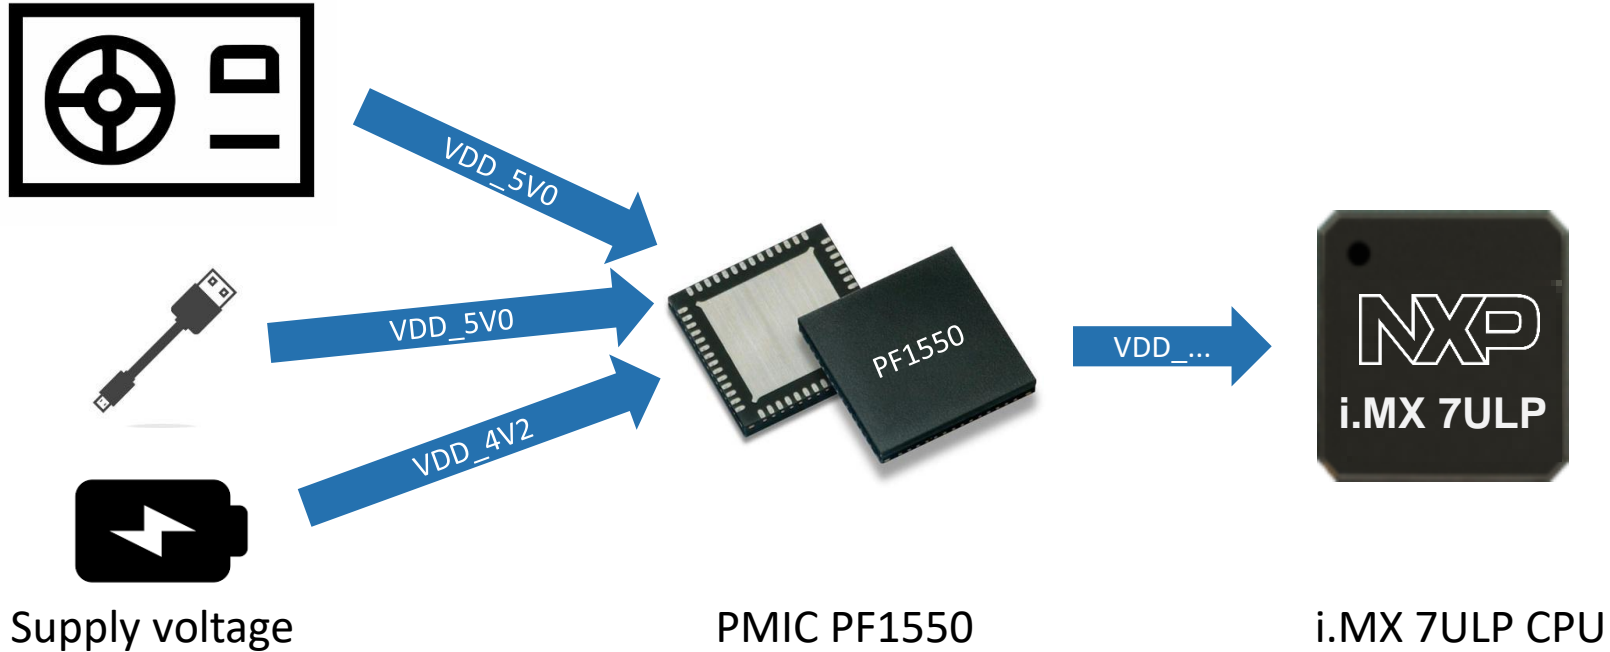 VDD_5V0
VDD_5V0
VDD_4V2
PF1550
VDD_...
NXP
i.MX 7ULP
Supply voltage
PMIC PF1550
i.MX 7ULP CPU